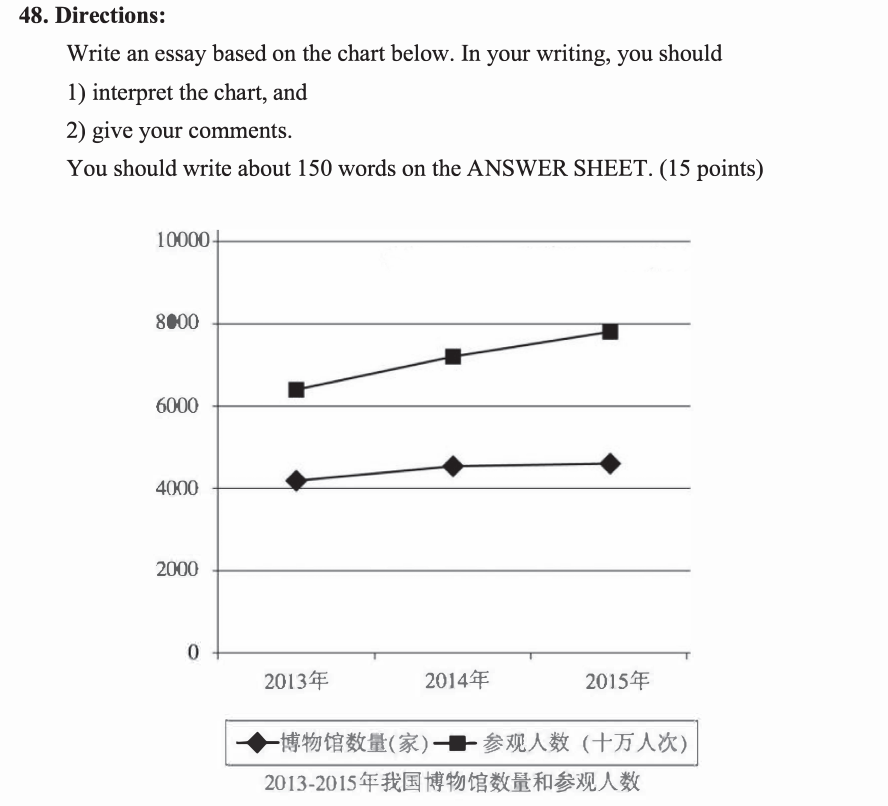 48. Directions:
Write an essay based on the chart below. In your writing, you should
1) interpret the chart, and
2) give your comments.
You should write about 150 words on the ANSWER SHEET. (15 points)
10000
8000
6000
4000
2000
0
2013年 2014年 2015年
博物馆数量(家) 参观人数 (十万人次)
2013-2015年我国博物馆数量和参观人数